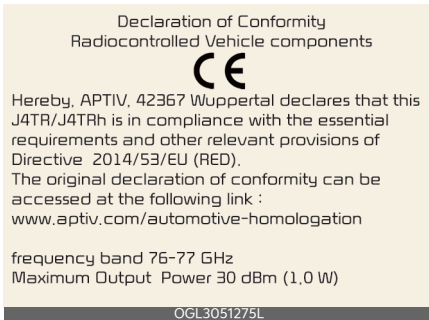 Declaration of Conformity
Radiocontrolled Vehicle components
CE
Hereby, APTIV, 42367 Wuppertal declares that this
J4TR/J4TRh is in compliance with the essential
requirements and other relevant provisions of
Directive 2014/53/EU (RED).
The original declaration of conformity can be
accessed at the following link :
www.aptiv.com/automotive-homologation
frequency band 76-77 GHz
Maximum Output Power 30 dBm (1,0 W)
OGL3051275L